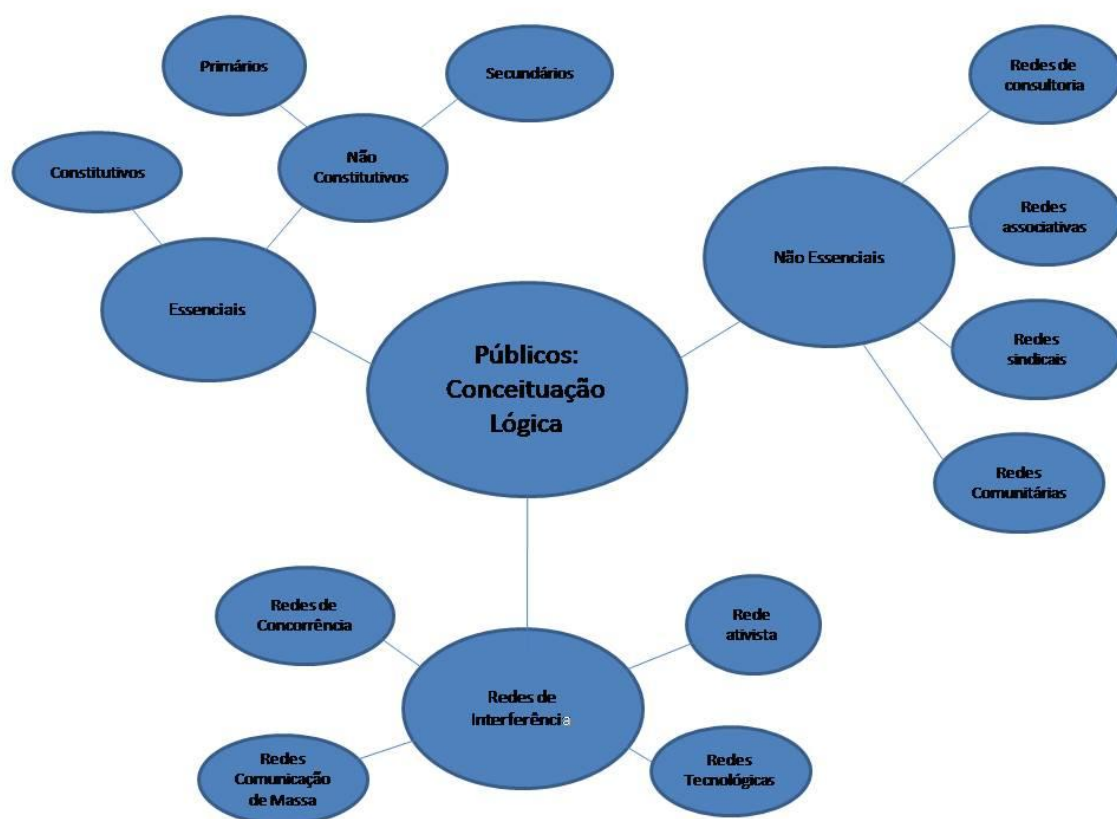 Primários
Secundários
Constitutivos
Não
Constitutivos
Essenciais
Redes de
consultoria
Redes
associativas
Não Essenciais
Redes
sindicais
Redes
Comunitárias
Públicos:
Conceituação
Lógica
Redes de
Concorrência
Rede
ativista
Redes de
Interferência
Redes
Comunicação
de Massa
Redes
Tecnológicas